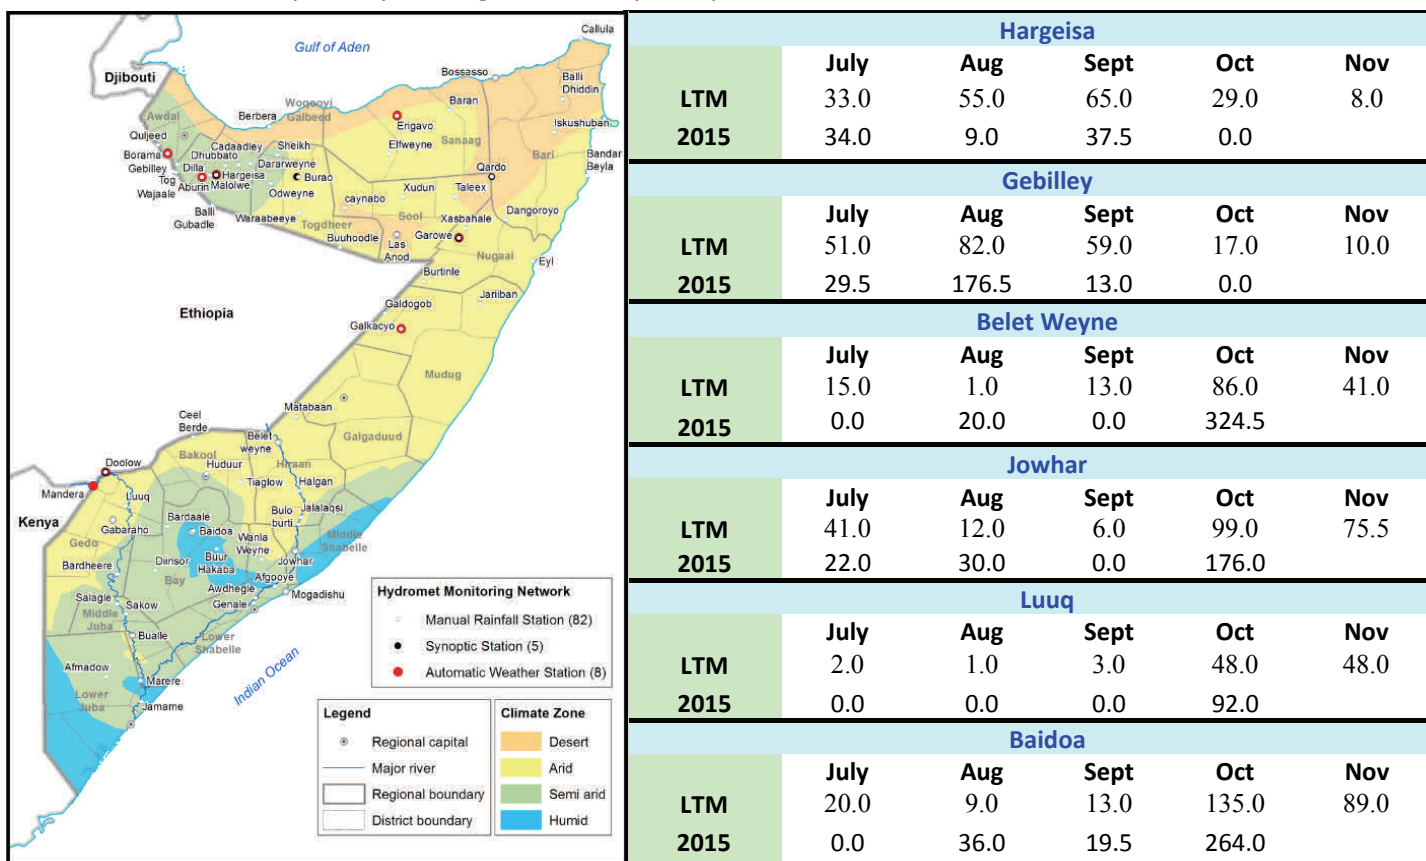 Gulf of Aden
Callula
Djibouti
Bossasso
Balli
Dhiddin
Awdal
Woqooyi
Galbeed
Baran
Berbera
Erigavo
Iskushuban
Quljeed
Cadaadley
Sheikh
Elfweyne
Sanaag
Bari
Bandar
Beyla
Borama
Dhubbato
Gebilley
Dilla
Hargeisa
Dararweyne
Qardo
Tog
Wajaale
Aburin
Malolwe
Burao
Odweyne
Xudun
Taleex
caynabo
Balli
Gubadle
Waraabeeye
Togdheer
Sool
Xasbahale
Dangoroyo
Buuhoodle
Las
Anod
Garowe
Nugaal
Eyl
Burtinle
Jariiban
Ethiopia
Galdogob
Galkacyo
Mudug
Matabaan
Ceel
Berde
Belet
weyne
Galgaduud
Bakool
Doolow
Huduur
Hiraan
Mandera
Luuq
Tiaglow
Halgan
Kenya
Bardaale
Bulo
burti
Jalalaqsi
Gabaraho
Baidoa
Wanla
Weyne
Middle
Shabelle
Gedo
Bardheere
Diinsor
Buur
Hakaba
Jowhar
Bay
Afgooye
Awdhegle
Mogadishu
Salagle
Sakow
Genale
Middle
Juba
Bualle
Lower
Shabelle
Afmadow
Indian Ocean
Marere
Lower
Juba
Jamame
Hydromet Monitoring Network
Manual Rainfall Station (82)
Synoptic Station (5)
Automatic Weather Station (8)
Legend
Regional capital
Major river
Regional boundary
District boundary
Climate Zone
Desert
Arid
Semi arid
Humid
Hargeisa
July Aug Sept Oct Nov
LTM 33.0 55.0 65.0 29.0 8.0
2015 34.0 9.0 37.5 0.0
Gebilley
July Aug Sept Oct Nov
LTM 51.0 82.0 59.0 17.0 10.0
2015 29.5 176.5 13.0 0.0
Belet Weyne
July Aug Sept Oct Nov
LTM 15.0 1.0 13.0 86.0 41.0
2015 0.0 20.0 0.0 324.5
Jowhar
July Aug Sept Oct Nov
LTM 41.0 12.0 6.0 99.0 75.5
2015 22.0 30.0 0.0 176.0
Luuq
July Aug Sept Oct Nov
LTM 2.0 1.0 3.0 48.0 48.0
2015 0.0 0.0 0.0 92.0
Baidoa
July Aug Sept Oct Nov
LTM 20.0 9.0 13.0 135.0 89.0
2015 0.0 36.0 19.5 264.0